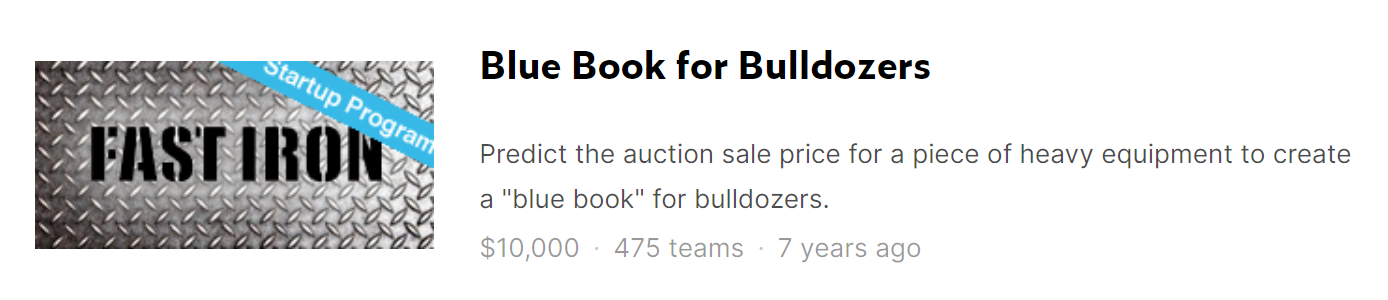 Startup Program
FAST IRON
Blue Book for Bulldozers
Predict the auction sale price for a piece of heavy equipment to create
a "blue book" for bulldozers.
$10,000 · 475 teams · 7 years ago